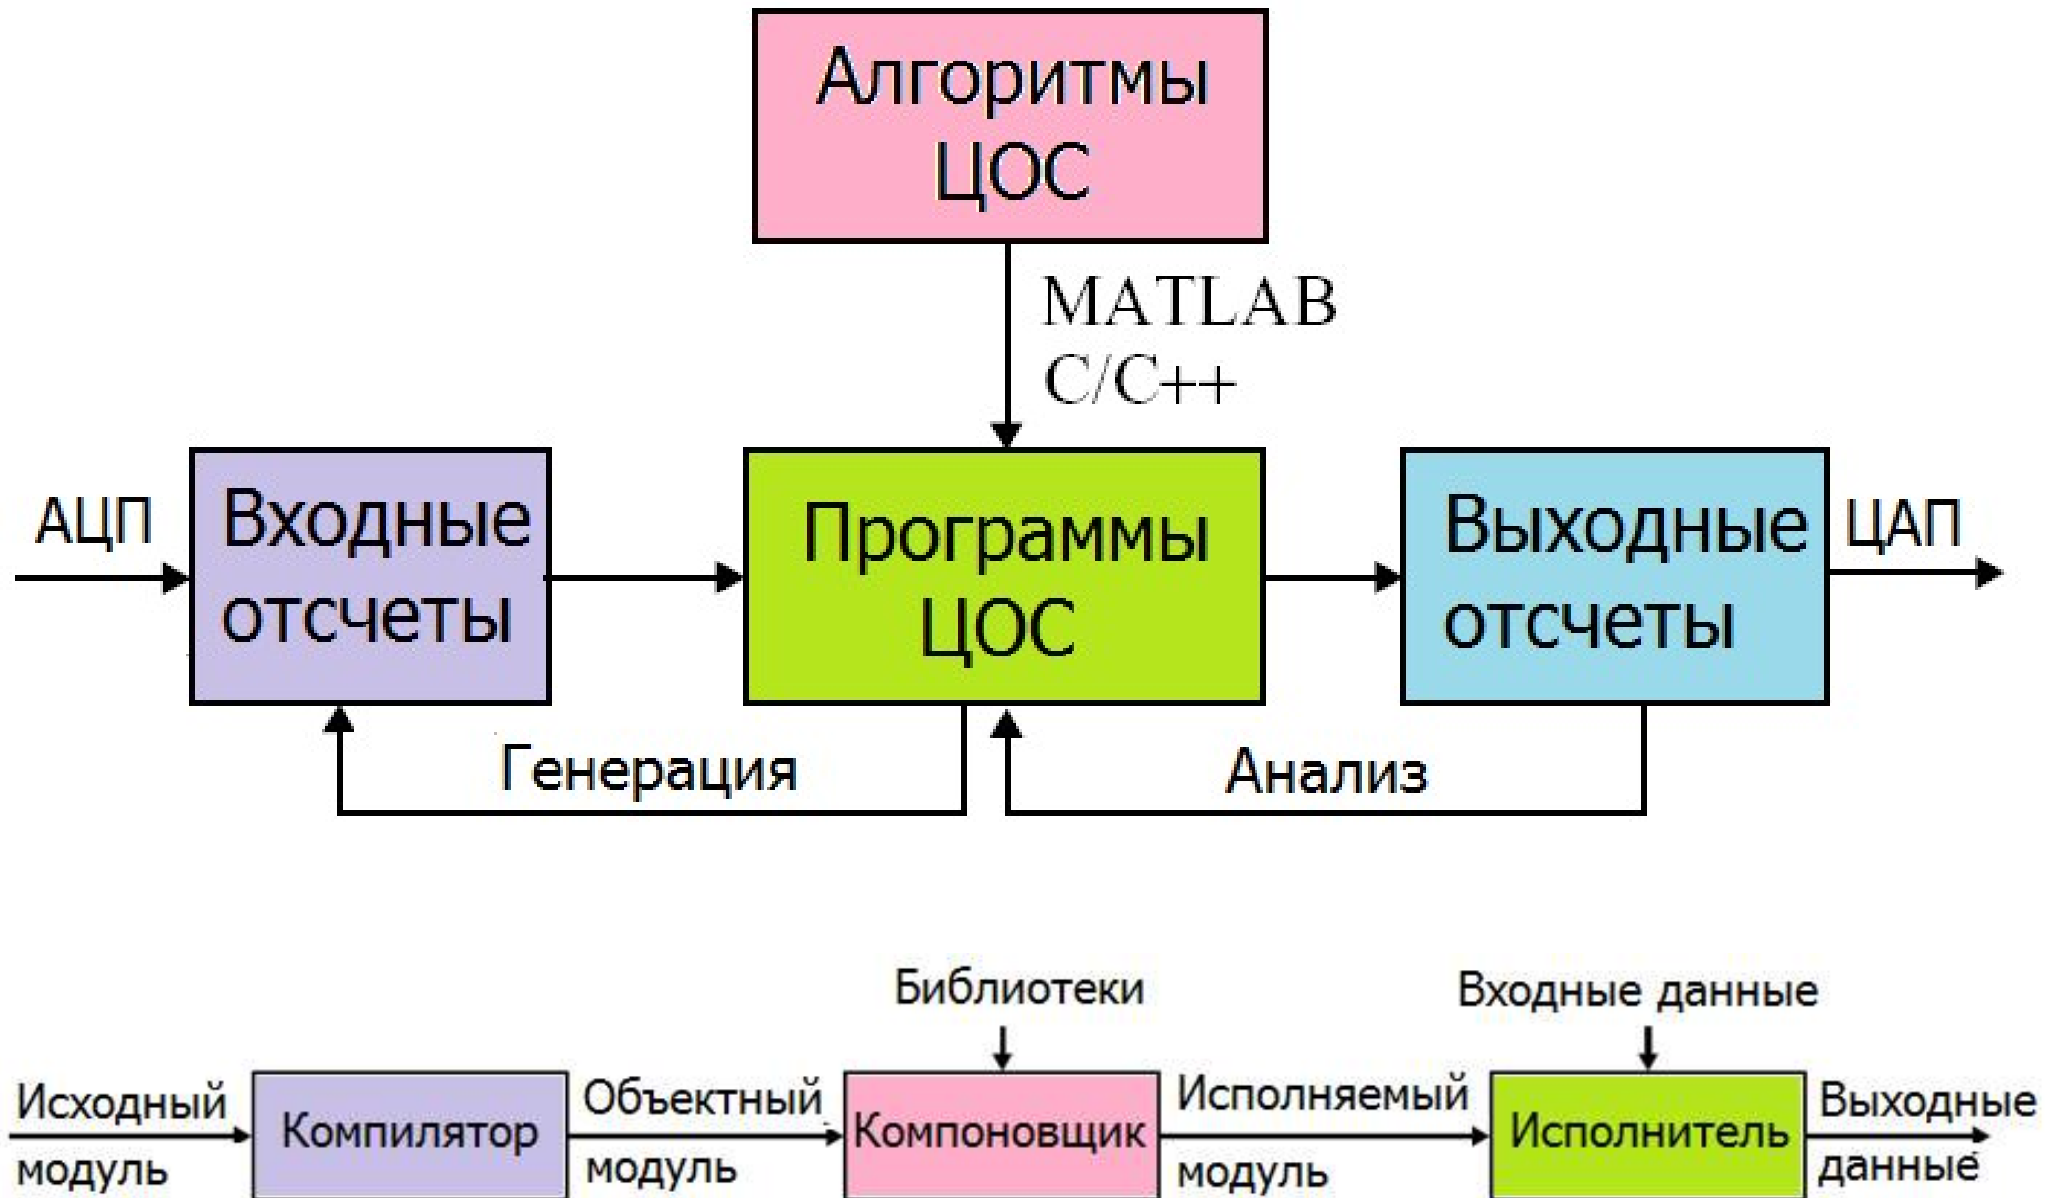 Алгоритмы
ЦОС
MATLAB
C/C++
АЦП
Входные
отсчеты
Программы
ЦОС
Выходные
отсчеты
ЦАП
Генерация
Анализ
Библиотеки
Входные данные
Исходный
модуль
Компилятор
Объектный
модуль
Компоновщик
Исполняемый
модуль
Исполнитель
Выходные
данные